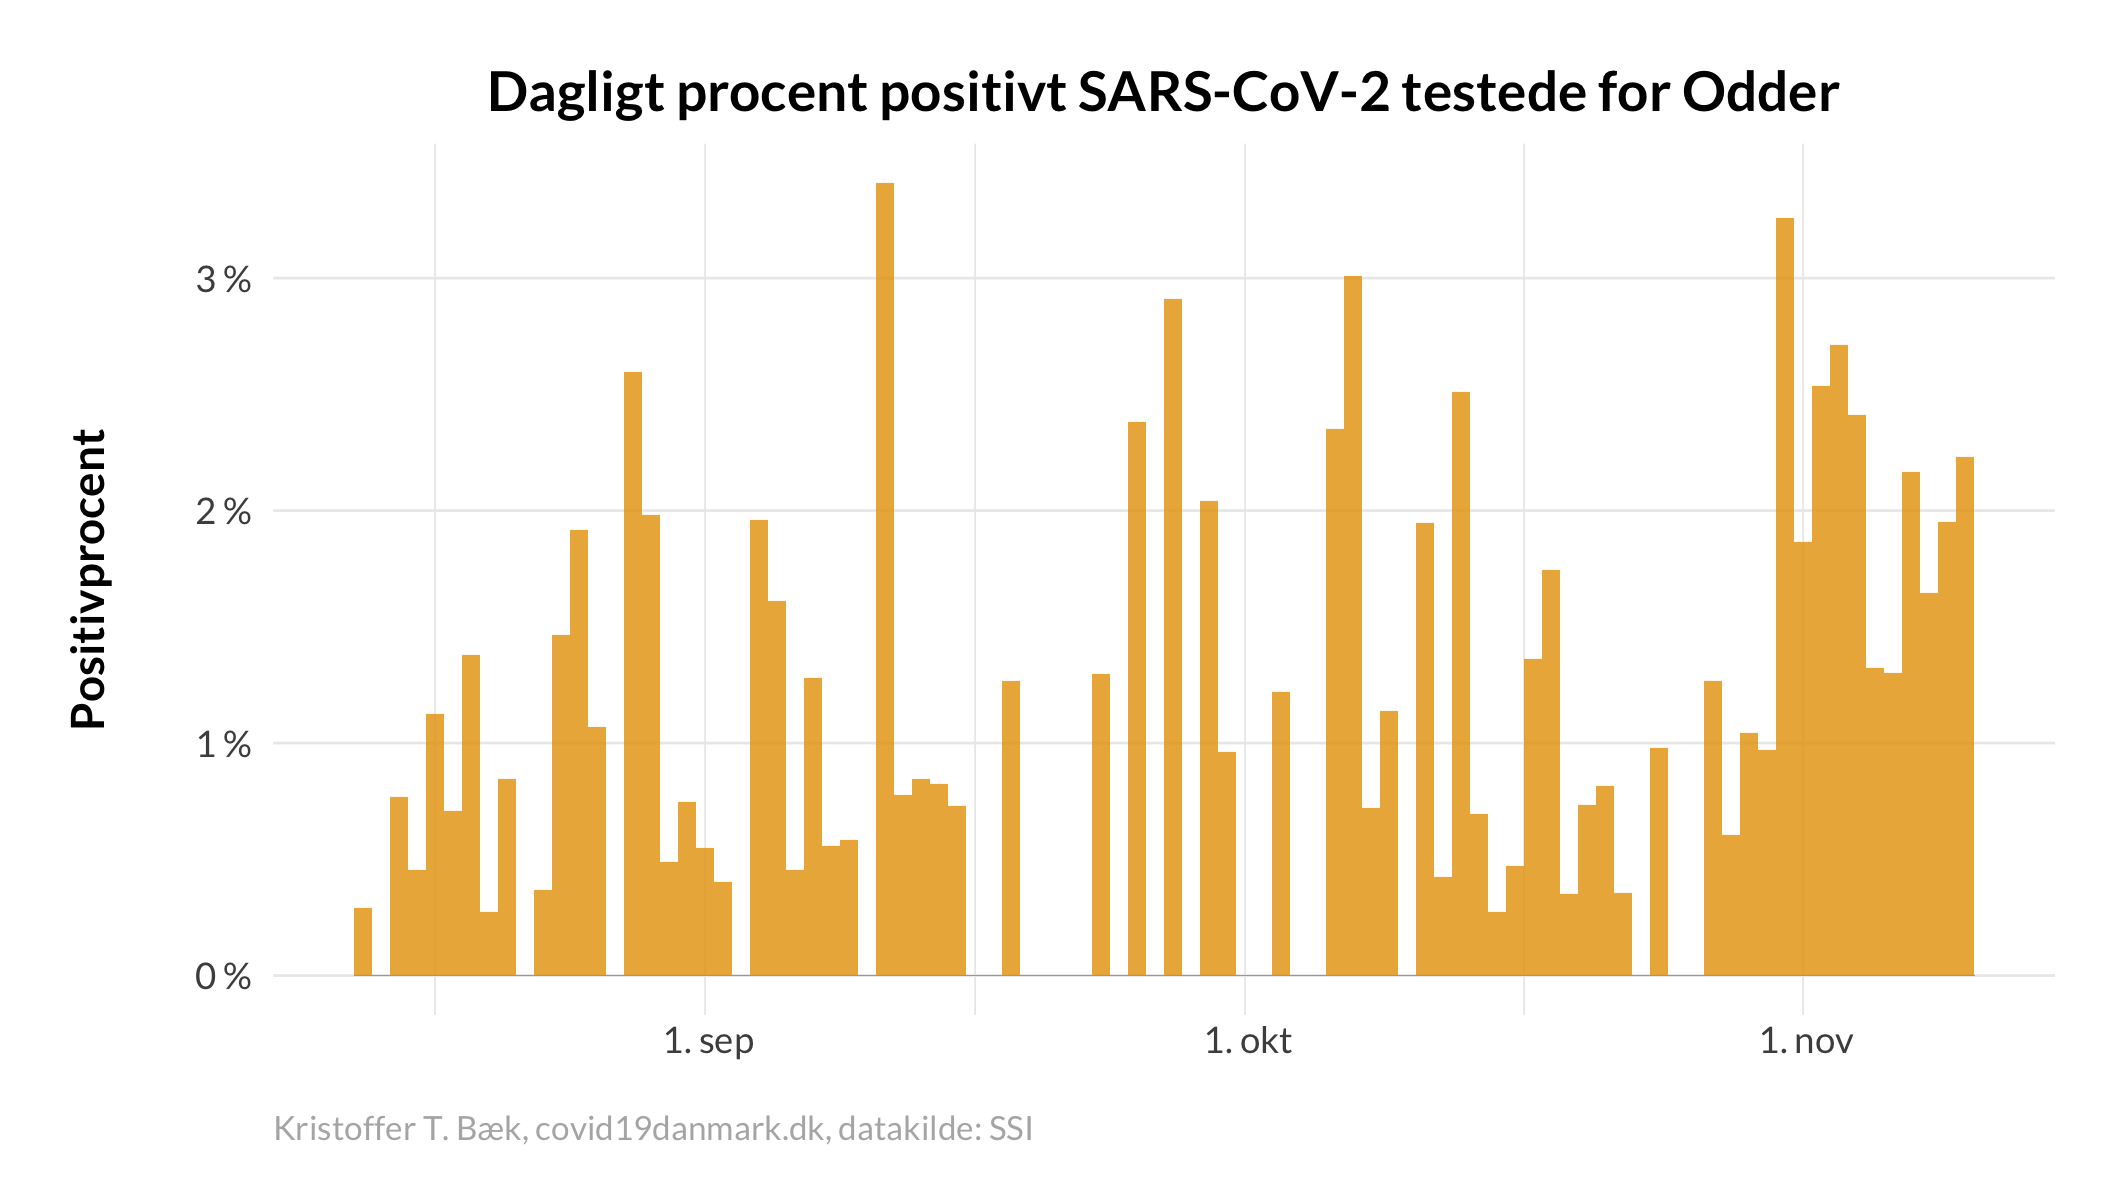 Dagligt procent positivt SARS-CoV-2 testede for Odder
Positivprocent
3 %
2 %
1 %
0 %
1. sep
1. okt
1. nov
Kristoffer T. Bæk, covid19danmark.dk, datakilde: SSI